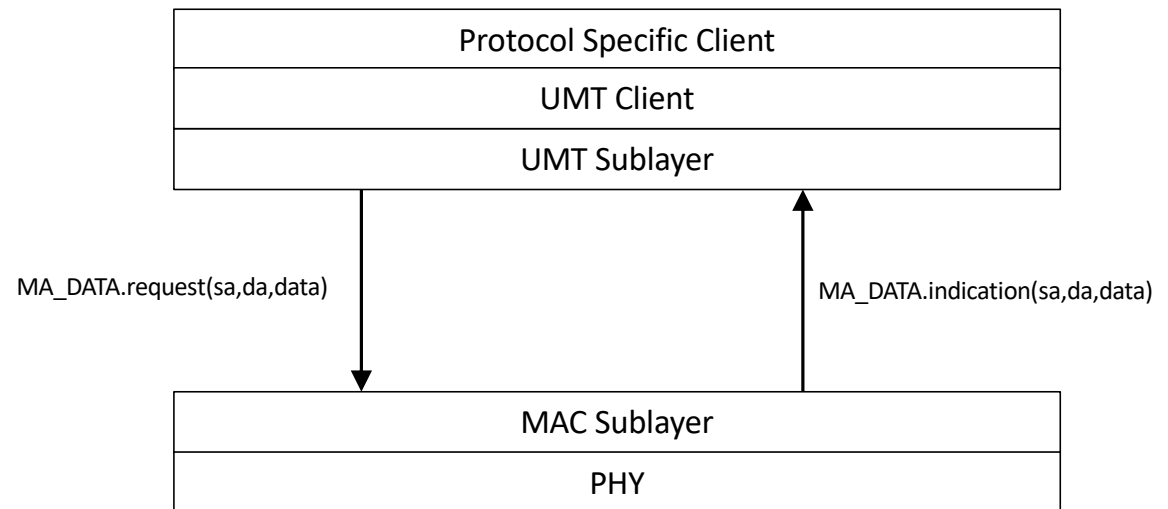 Protocol Specific Client
UMT Client
UMT Sublayer
MA_DATA.request(sa,da,data)
MA_DATA.indication(sa,da,data)
MAC Sublayer
PHY